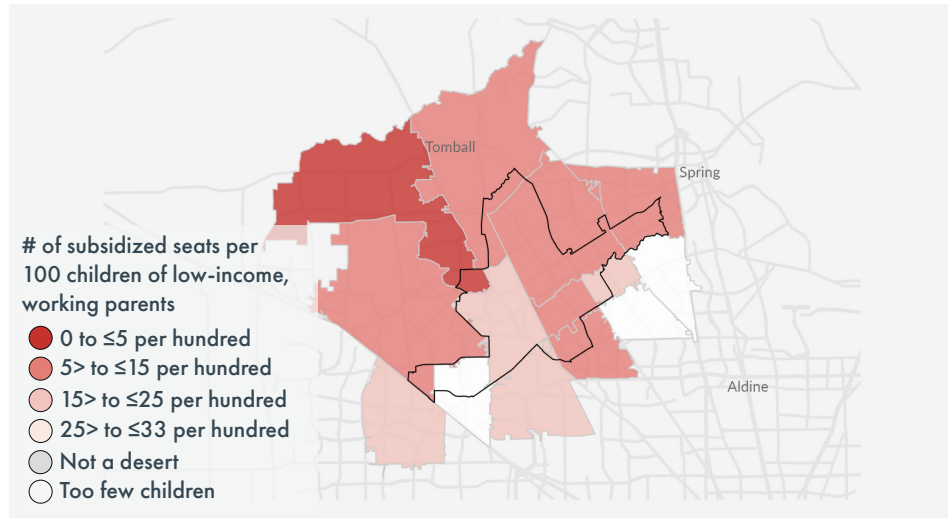 Tomball
Spring
# of subsidized seats per
100 children of low-income,
working parents
0 to ≤5 per hundred
5> to ≤15 per hundred
15> to ≤25 per hundred
25> to ≤33 per hundred
Not a desert
Too few children
Aldine